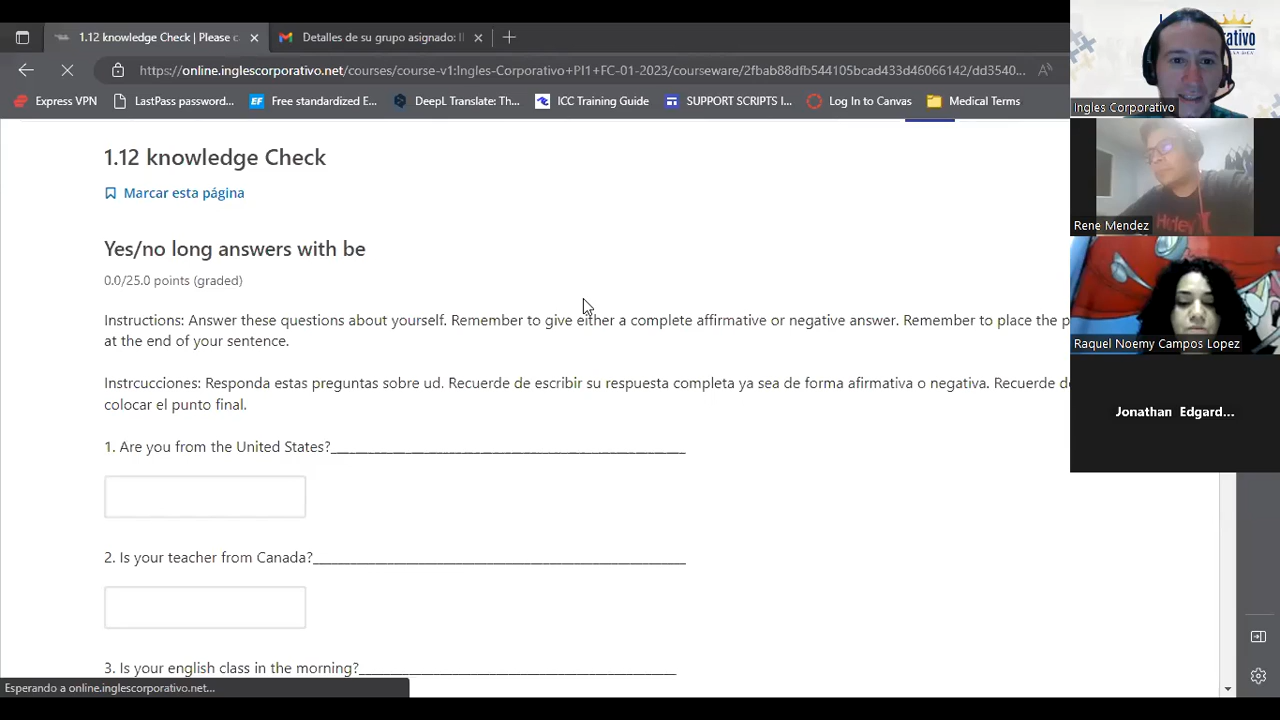 1.12 knowledge Check | Please c
Detalles de su grupo asignado: II
https://online.inglescorporativo.net/courses/course-v1:Ingles-Corporativo+PI1+FC-01-2023/courseware/2fbab88dfb544105bcad433d46066142/dd3540...
Express VPN
LastPass password...
Free standardized E...
DeepL Translate: Th...
ICC Training Guide
SUPPORT SCRIPTS I...
Log In to Canvas
Medical Terms
1.12 knowledge Check
Marcar esta página
Yes/no long answers with be
0.0/25.0 points (graded)
Instructions: Answer these questions about yourself. Remember to give either a complete affirmative or negative answer. Remember to place the p
at the end of your sentence.
Instrcucciones: Responda estas preguntas sobre ud. Recuerde de escribir su respuesta completa ya sea de forma afirmativa o negativa. Recuerde de
colocar el punto final.
1. Are you from the United States?
2. Is your teacher from Canada?
3. Is your english class in the morning?
Esperando a online.inglescorporativo.net...
Ingles Corporativo
Rene Mendez
Raquel Noemy Campos Lopez
Jonathan Edgard...